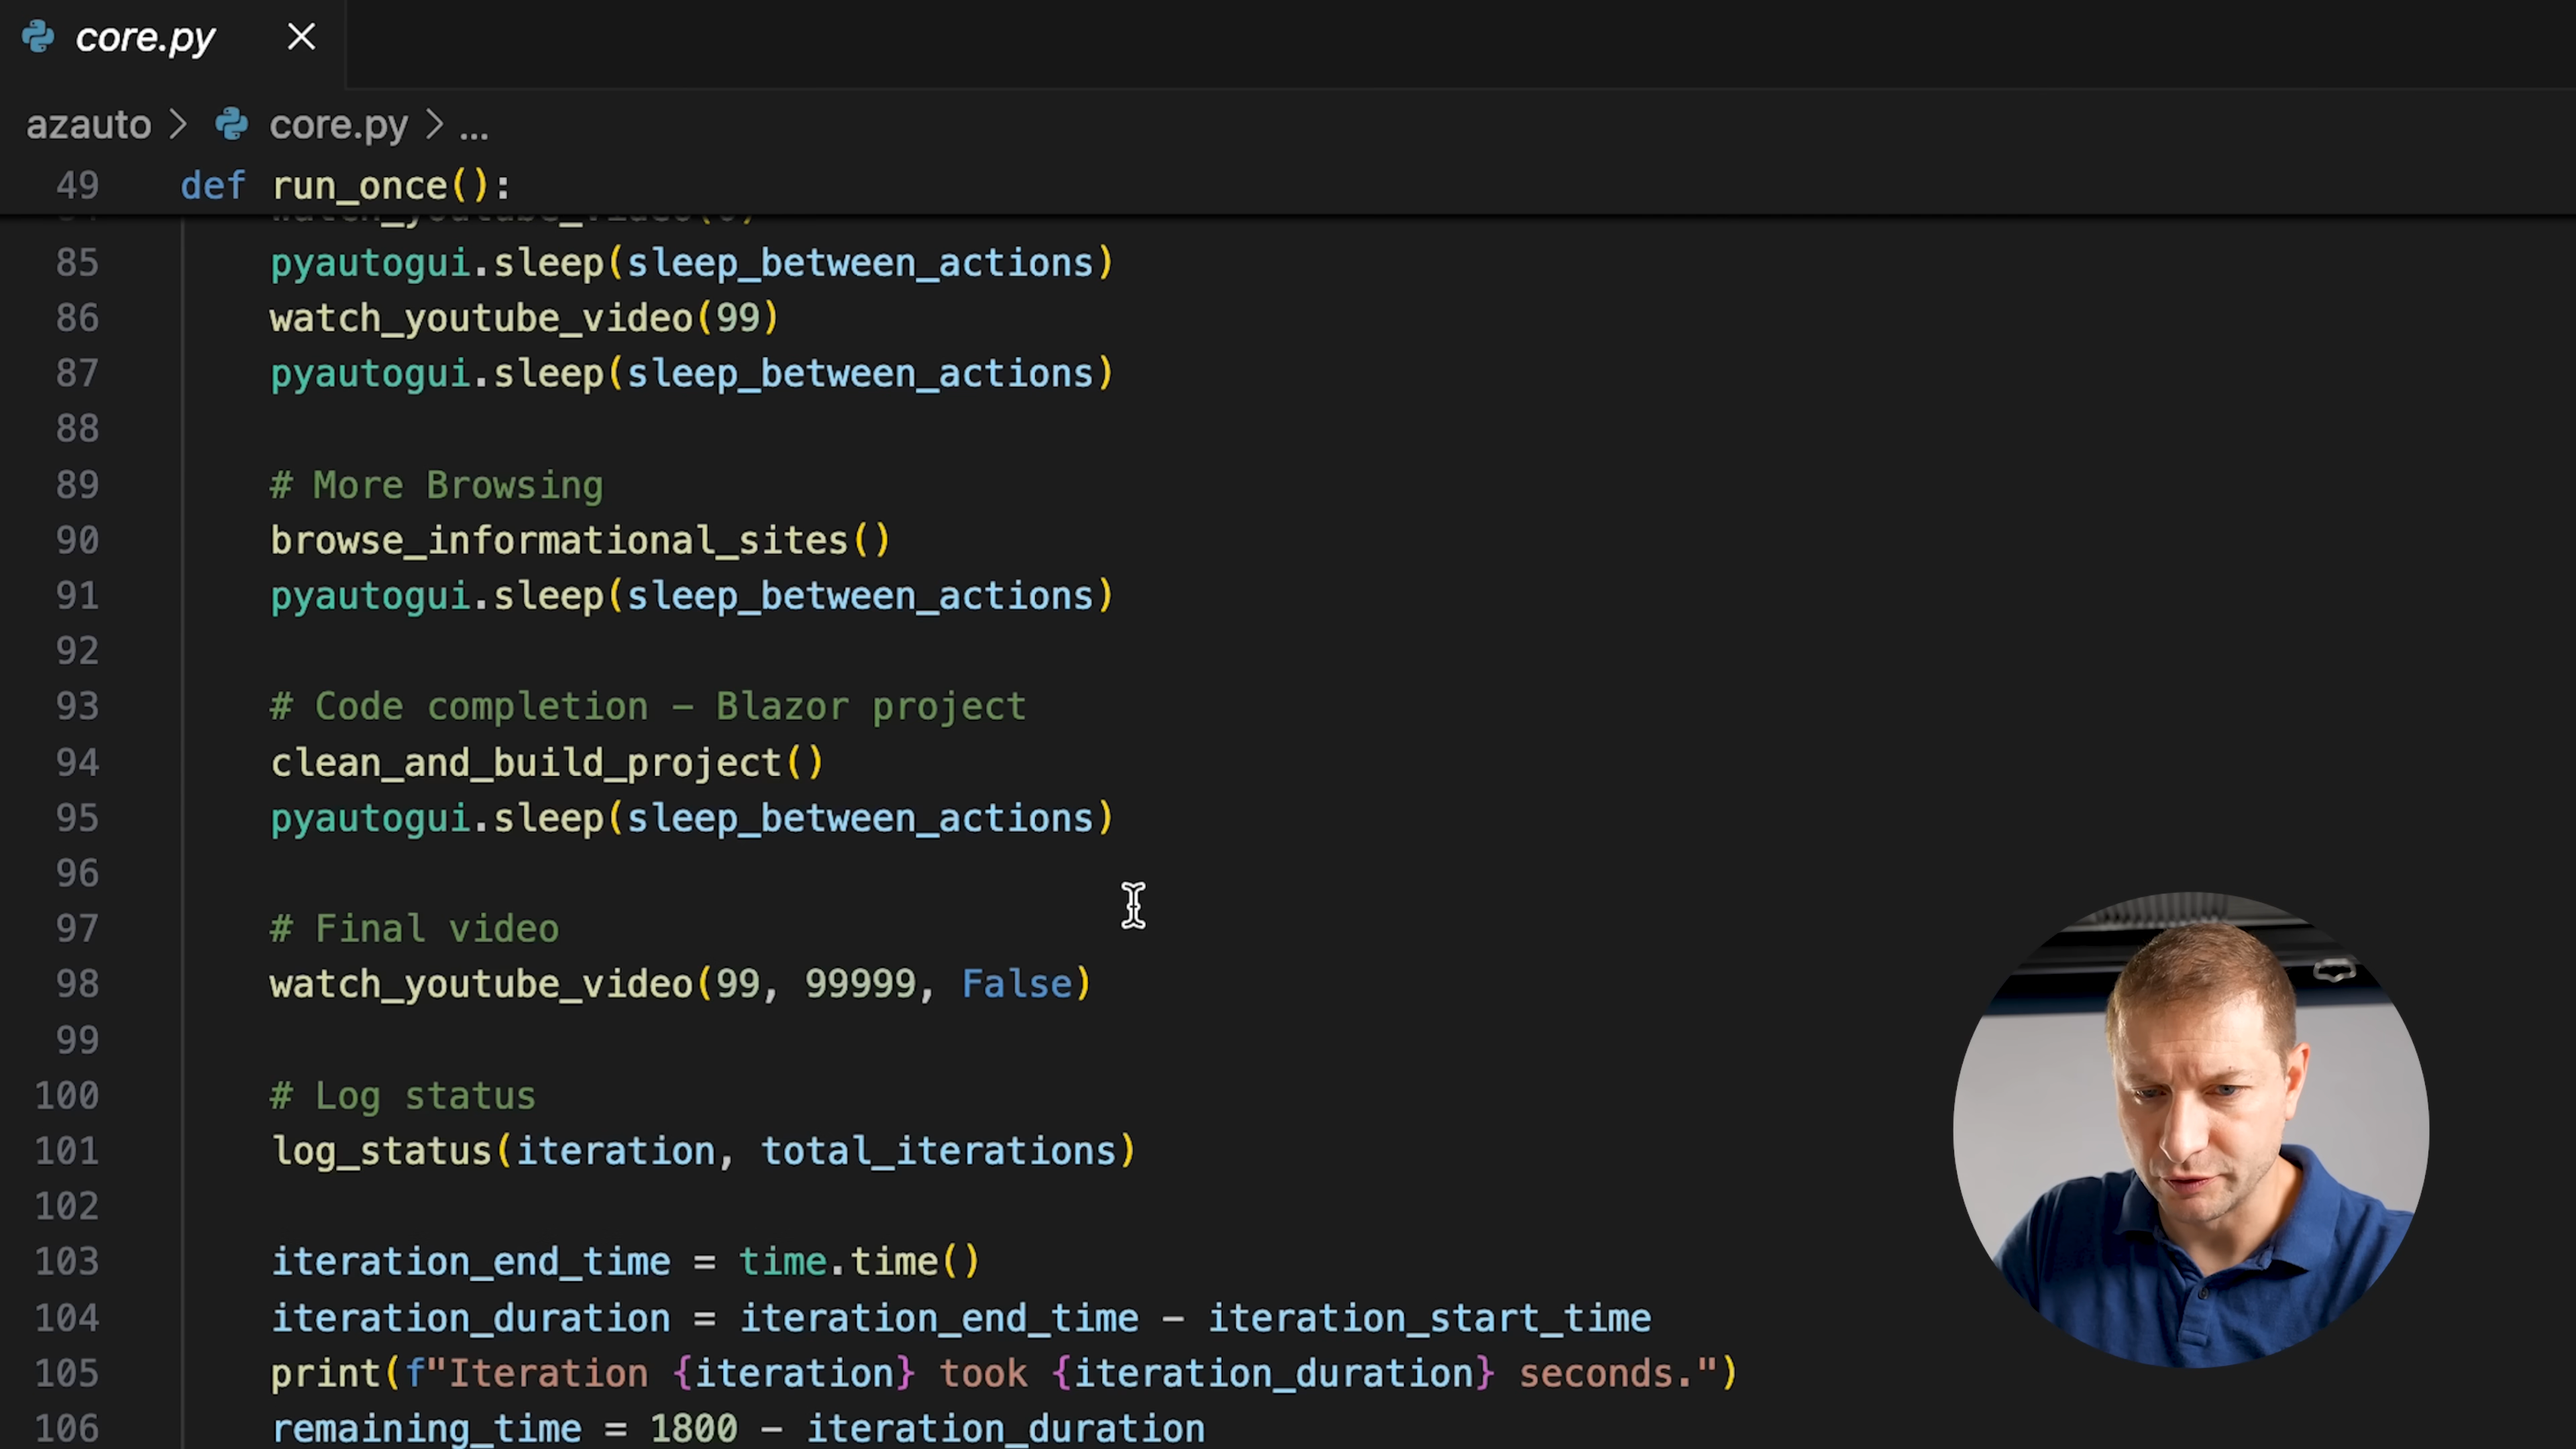 core.py
azauto > core.py > ...
49 def run_once():
85 pyautogui.sleep(sleep_between_actions)
86 watch_youtube_video(99)
87 pyautogui.sleep(sleep_between_actions)
88
89 # More Browsing
90 browse_informational_sites()
91 pyautogui.sleep(sleep_between_actions)
92
93 # Code completion – Blazor project
94 clean_and_build_project()
95 pyautogui.sleep(sleep_between_actions)
96
97 # Final video
98 watch_youtube_video(99, 99999, False)
99
100 # Log status
101 log_status(iteration, total_iterations)
102
103 iteration_end_time = time.time()
104 iteration_duration = iteration_end_time - iteration_start_time
105 print(f"Iteration {iteration} took {iteration_duration} seconds.")
106 remaining_time = 1800 - iteration_duration